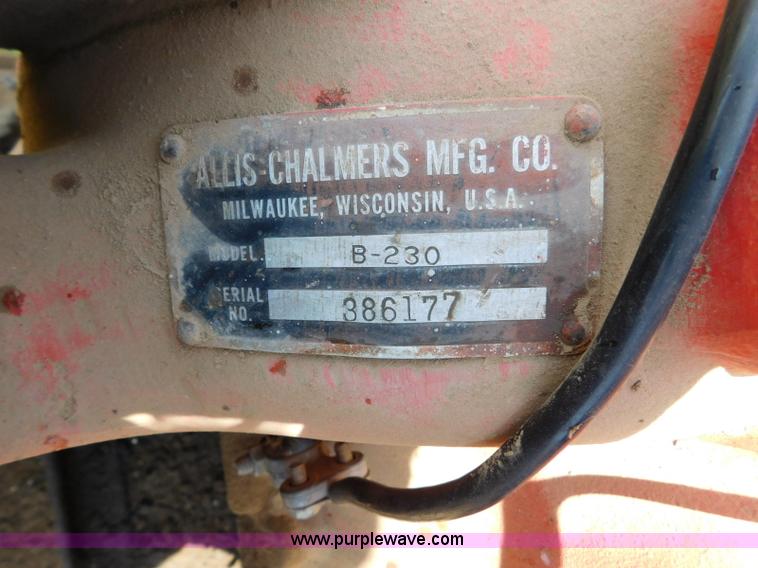 ALLIS-CHALMERS MFG. CO.
MILWAUKEE, WISCONSIN, U.S.A.
MODEL. B-230
SERIAL NO. 386177
www.purplewave.com